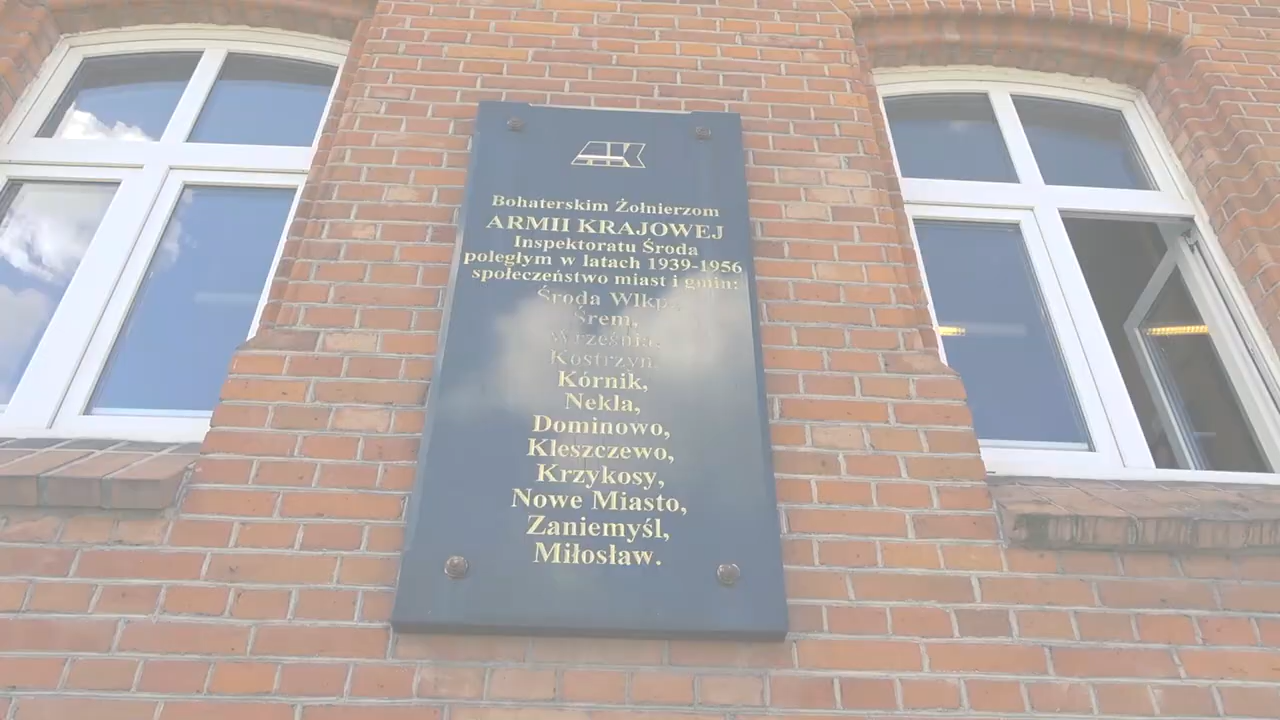 AK
Bohaterskim Żołnierzom
ARMII KRAJOWEJ
Inspektoratu Środa
poległym w latach 1939-1956
społeczeństwo miast i gmin:
Środa Wlkp.,
Śrem,
Września,
Kostrzyn,
Kórnik,
Nekla,
Dominowo,
Kleszczewo,
Krzykosy,
Nowe Miasto,
Zaniemyśl,
Miłosław.